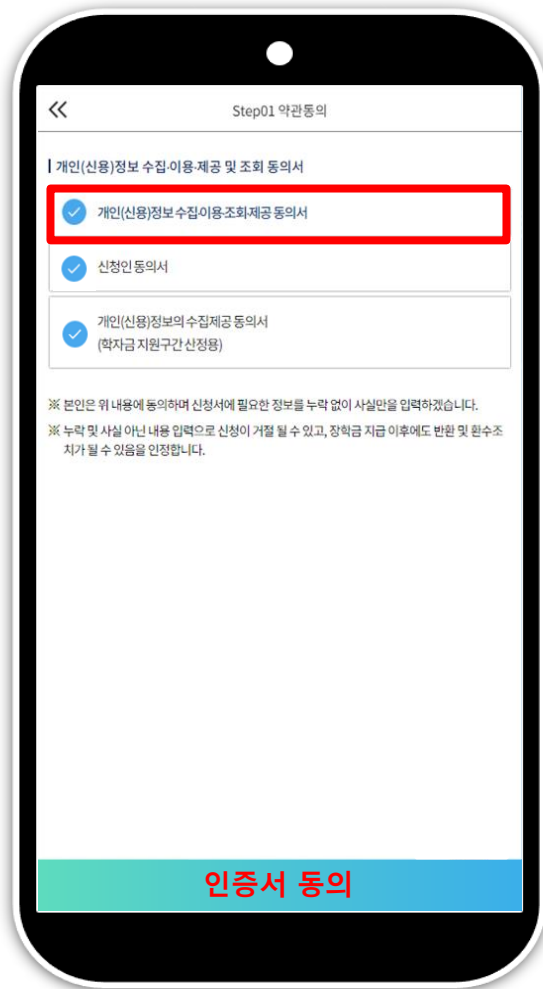 Step01 약관동의
개인(신용)정보 수집·이용·제공 및 조회 동의서
개인(신용)정보 수집·이용·조회·제공 동의서
신청인 동의서
개인(신용)정보의 수집제공 동의서
(학자금 지원구간 산정용)
※ 본인은 위 내용에 동의하며 신청서에 필요한 정보를 누락 없이 사실만을 입력하겠습니다.
※ 누락 및 사실 아닌 내용 입력으로 신청이 거절 될 수 있고, 장학금 지급 이후에도 반환 및 환수조
치가 될 수 있음을 인정합니다.
인증서 동의